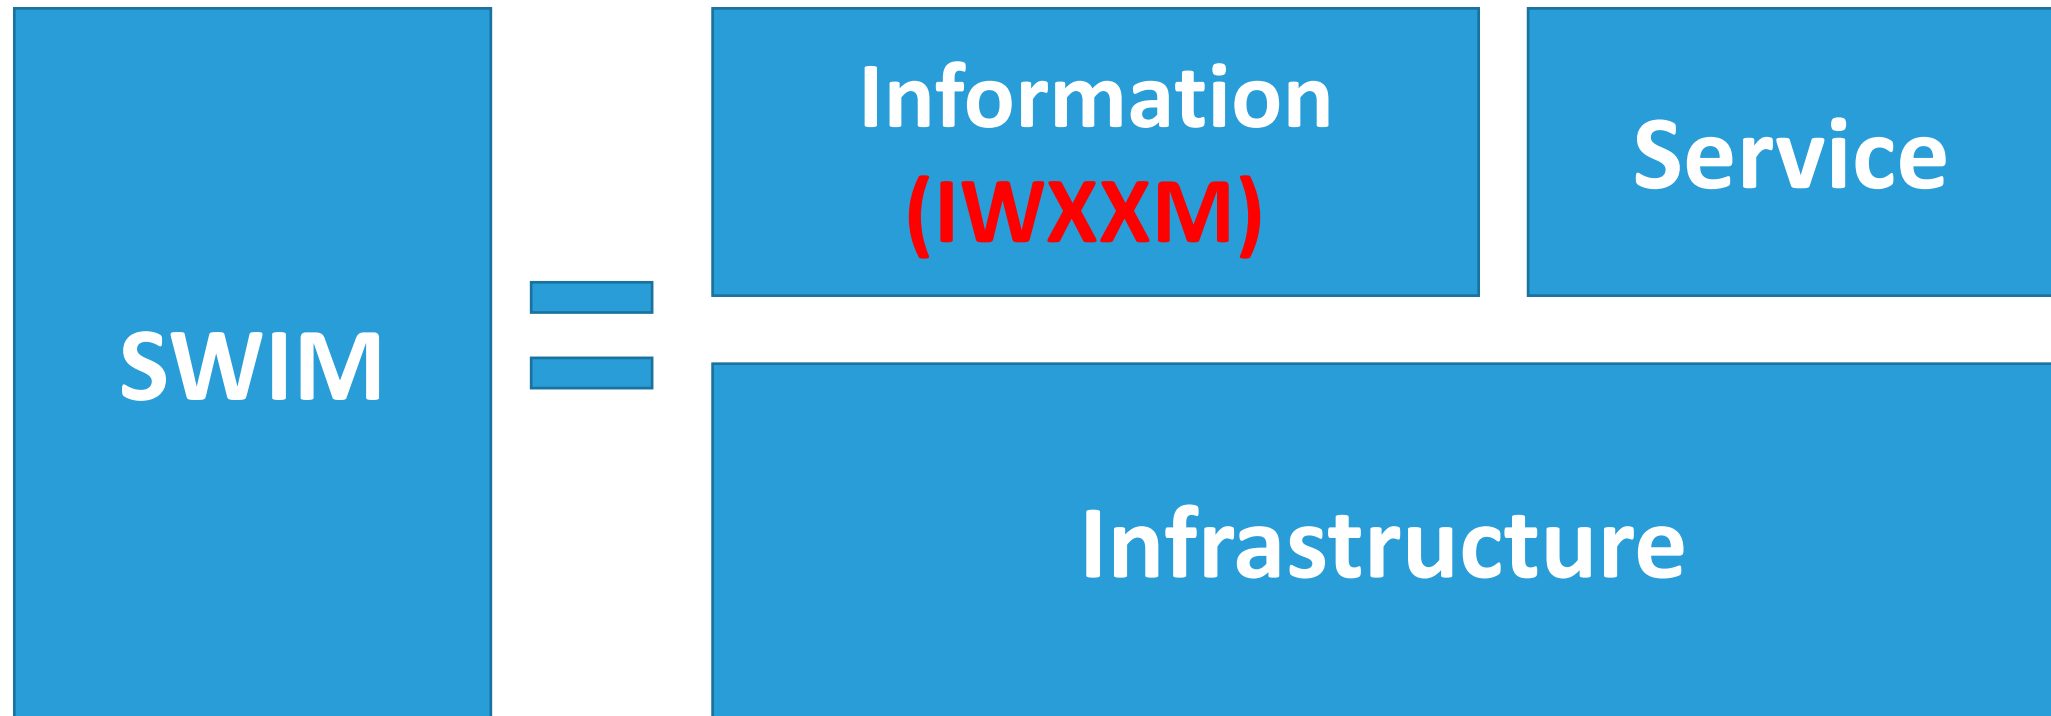 SWIM
Information
(IWXXM)
Service
Infrastructure